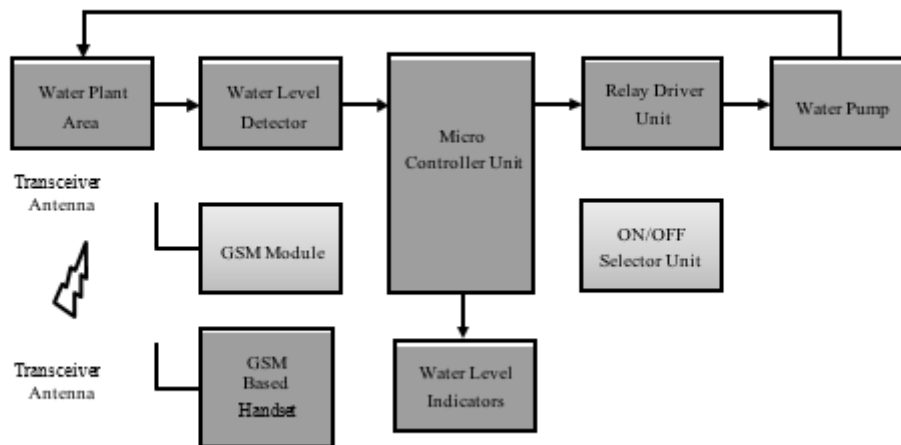 Water Plant
Area
Water Level
Detector
Micro
Controller Unit
Relay Driver
Unit
Water Pump
Transceiver
Antenna
GSM Module
ON/OFF
Selector Unit
Transceiver
Antenna
GSM
Based
Handset
Water Level
Indicators